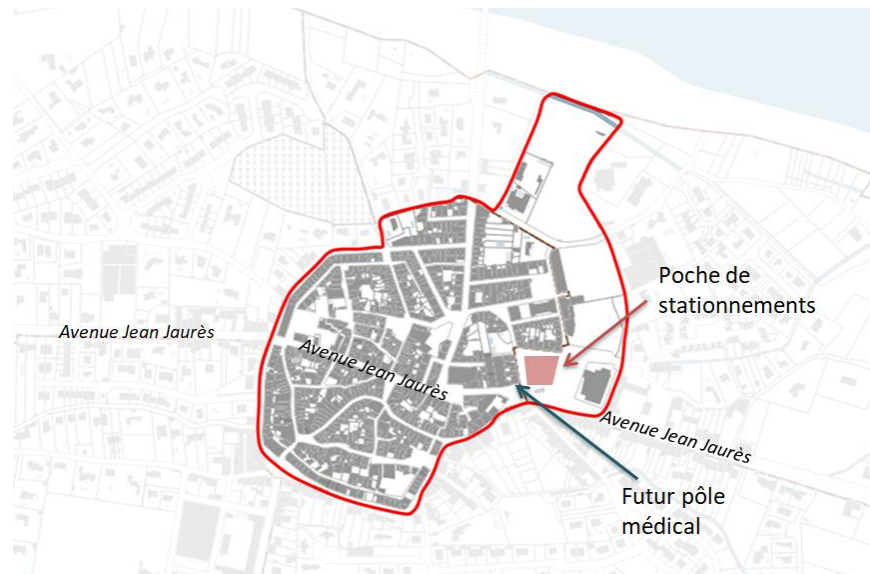 Poche de
stationnements
Avenue Jean Jaurès
Avenue Jean Jaurès
Avenue Jean Jaurès
Futur pôle
médical